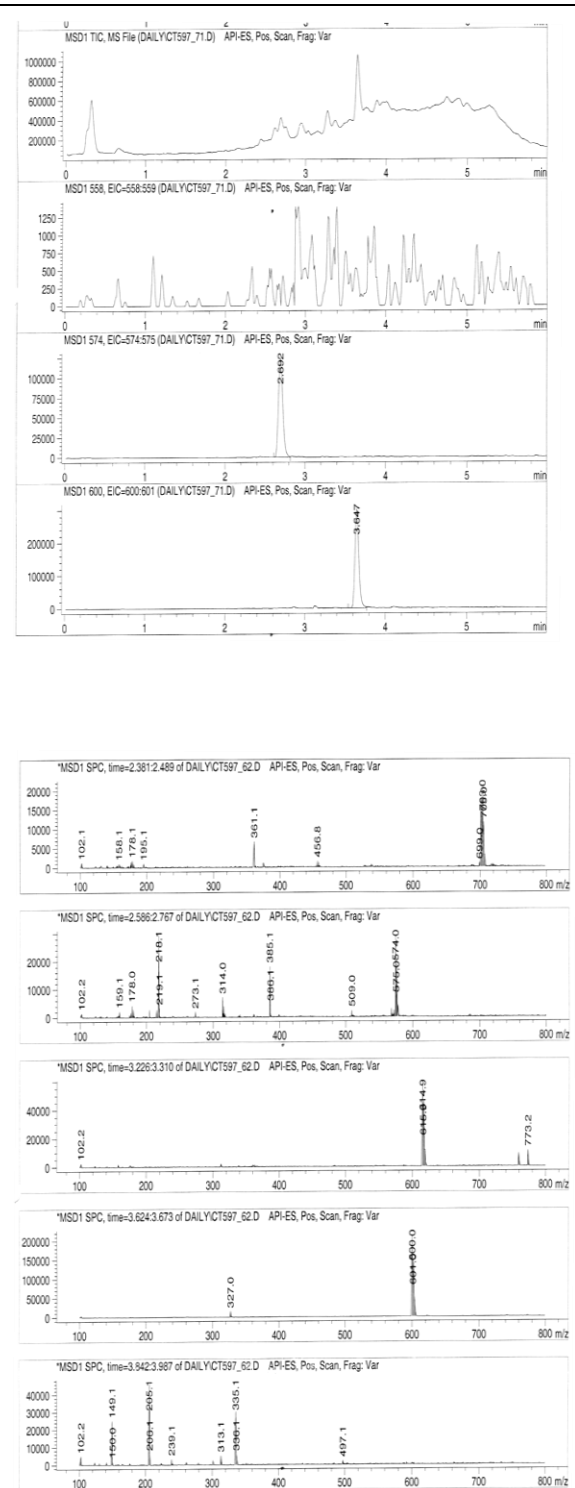 MSD1 TIC, MS File (DAILY\CT597_71.D) API-ES, Pos, Scan, Frag: Var
1000000
800000
600000
400000
200000
0 1 2 3 4 5 min
MSD1 558, EIC=558:559 (DAILY\CT597_71.D) API-ES, Pos, Scan, Frag: Var
1250
1000
750
500
250
0
0 1 2 3 4 5 min
MSD1 574, EIC=574:575 (DAILY\CT597_71.D) API-ES, Pos, Scan, Frag: Var
2.692
100000
75000
50000
25000
0
0 1 2 3 4 5 min
MSD1 600, EIC=600:601 (DAILY\CT597_71.D) API-ES, Pos, Scan, Frag: Var
3.647
200000
100000
0
0 1 2 3 4 5 min
*MSD1 SPC, time=2.381:2.489 of DAILY\CT597_62.D API-ES, Pos, Scan, Frag: Var
20000
15000
10000
5000
0
102.1 158.1 178.1 195.1 361.1 456.8 699.0
100 200 300 400 500 600 700 800 m/z
*MSD1 SPC, time=2.586:2.767 of DAILY\CT597_62.D API-ES, Pos, Scan, Frag: Var
20000
10000
0
102.2 159.1 178.0 218.1 219.1 273.1 314.0 385.1 386.1 509.0 574.0
100 200 300 400 500 600 700 800 m/z
*MSD1 SPC, time=3.226:3.310 of DAILY\CT597_62.D API-ES, Pos, Scan, Frag: Var
40000
20000
0
102.2 773.2
100 200 300 400 500 600 700 800 m/z
*MSD1 SPC, time=3.624:3.673 of DAILY\CT597_62.D API-ES, Pos, Scan, Frag: Var
200000
150000
100000
50000
0
327.0
100 200 300 400 500 600 700 800 m/z
*MSD1 SPC, time=3.842:3.987 of DAILY\CT597_62.D API-ES, Pos, Scan, Frag: Var
40000
30000
20000
10000
0
102.2 149.1 150.0 205.1 206.1 239.1 313.1 335.1 336.1 497.1
100 200 300 400 500 600 700 800 m/z